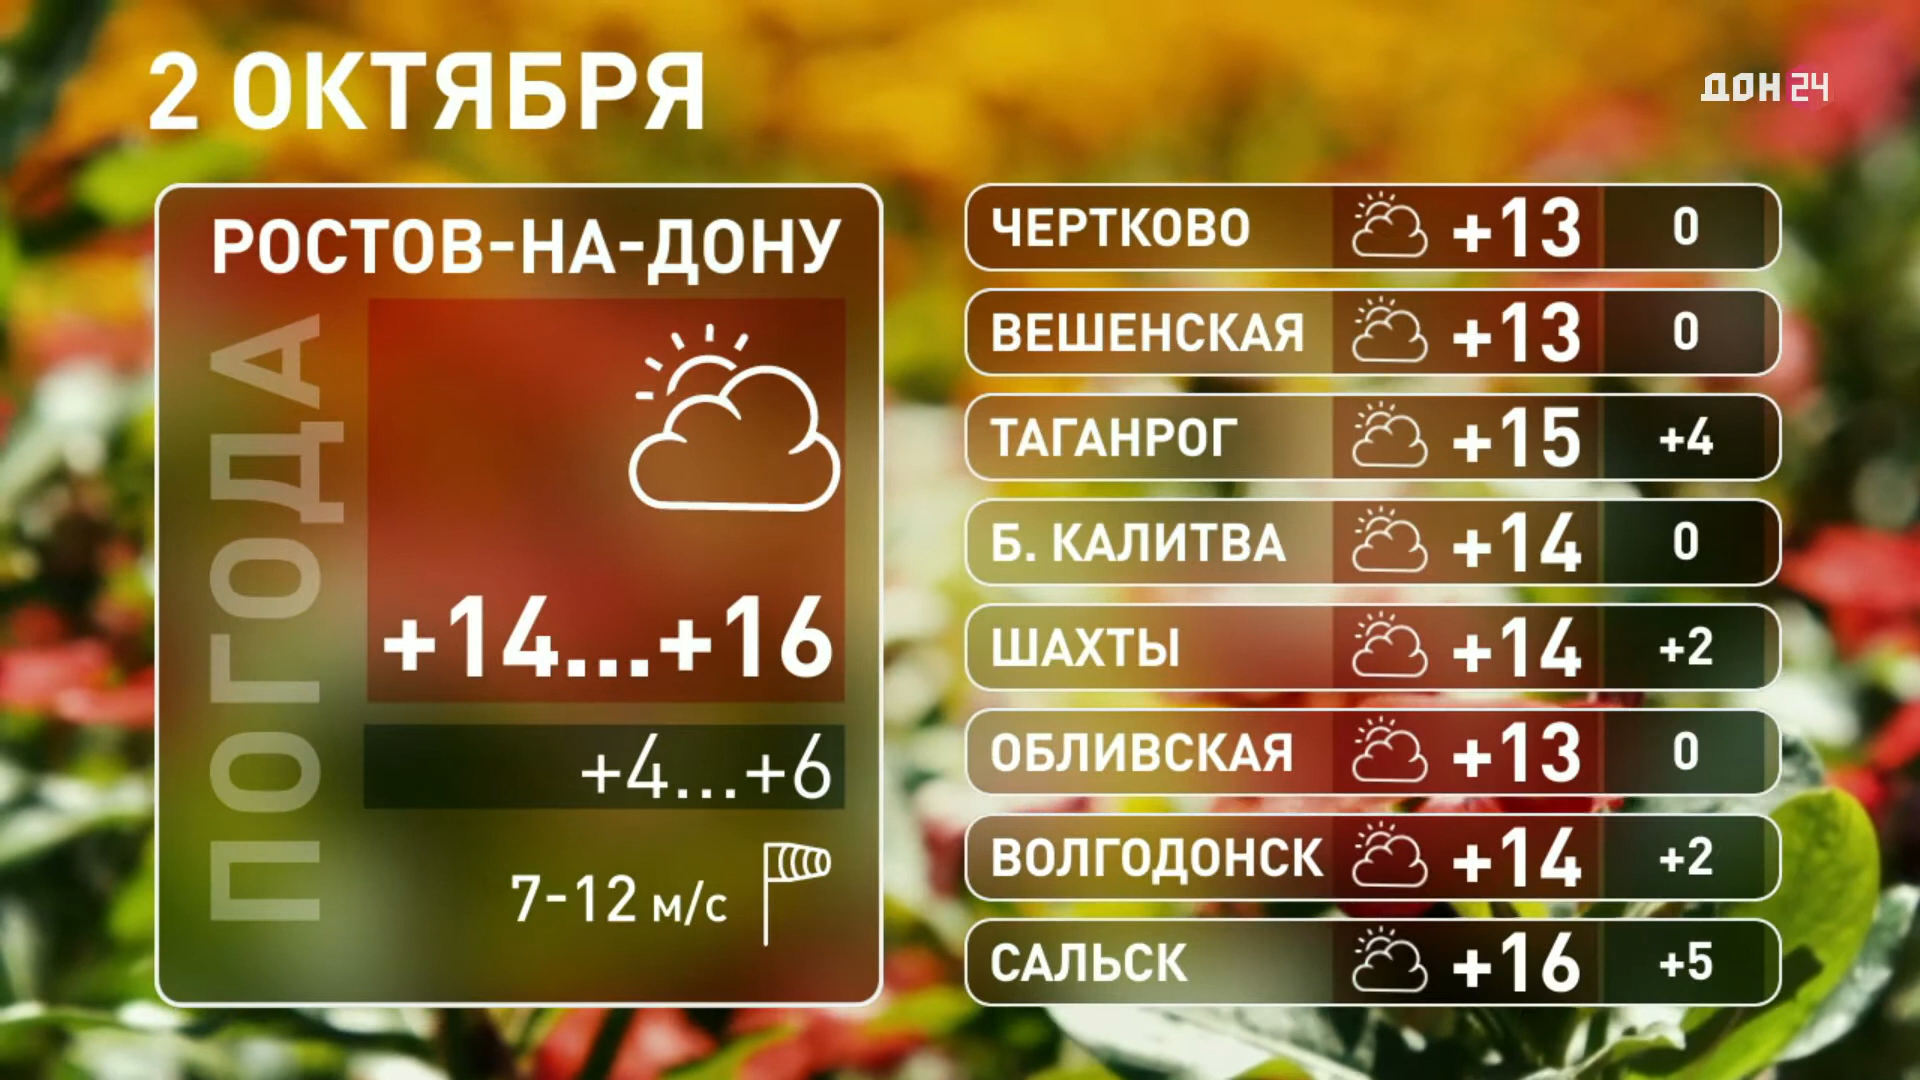 2 ОКТЯБРЯ
ДОН 24
РОСТОВ-НА-ДОНУ
ПОГОДА
+14...+16
+4...+6
7-12 м/с
ЧЕРТКОВО +13 0
ВЕШЕНСКАЯ +13 0
ТАГАНРОГ +15 +4
Б. КАЛИТВА +14 0
ШАХТЫ +14 +2
ОБЛИВСКАЯ +13 0
ВОЛГОДОНСК +14 +2
САЛЬСК +16 +5